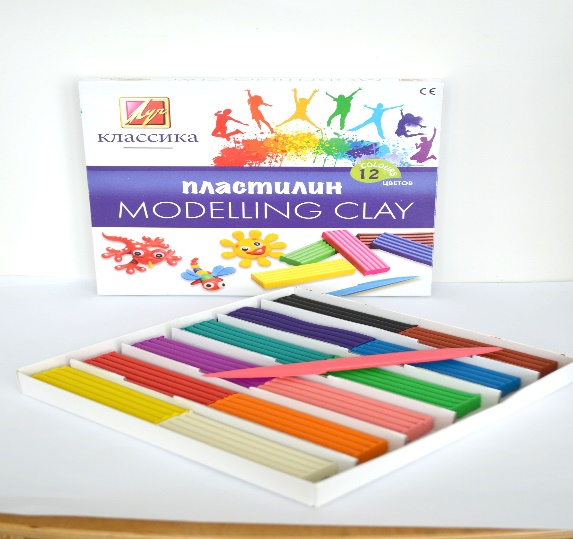 Луч
КЛАССИКА
CE
COLOURS
12
ЦВЕТОВ
ПЛАСТИЛИН
MODELLING CLAY